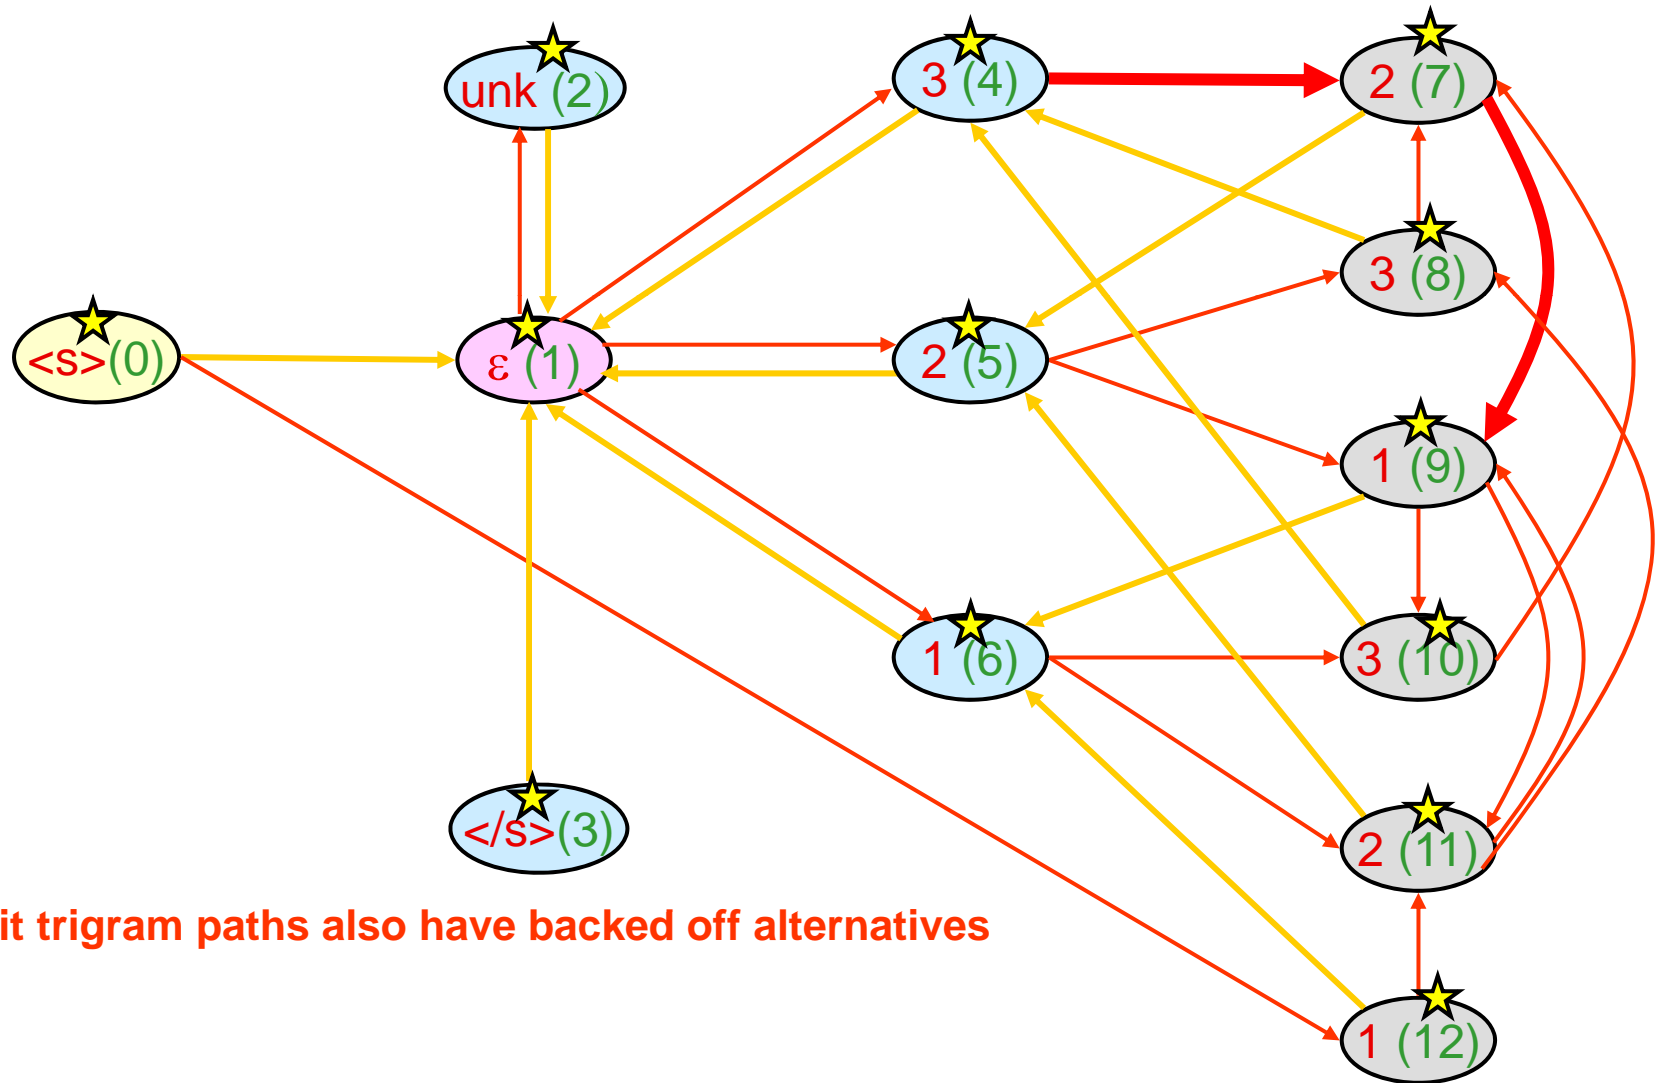 unk (2)
3 (4)
2 (7)
3 (8)
<s>(0)
ε (1)
2 (5)
1 (9)
1 (6)
3 (10)
</s>(3)
2 (11)
it trigram paths also have backed off alternatives
1 (12)